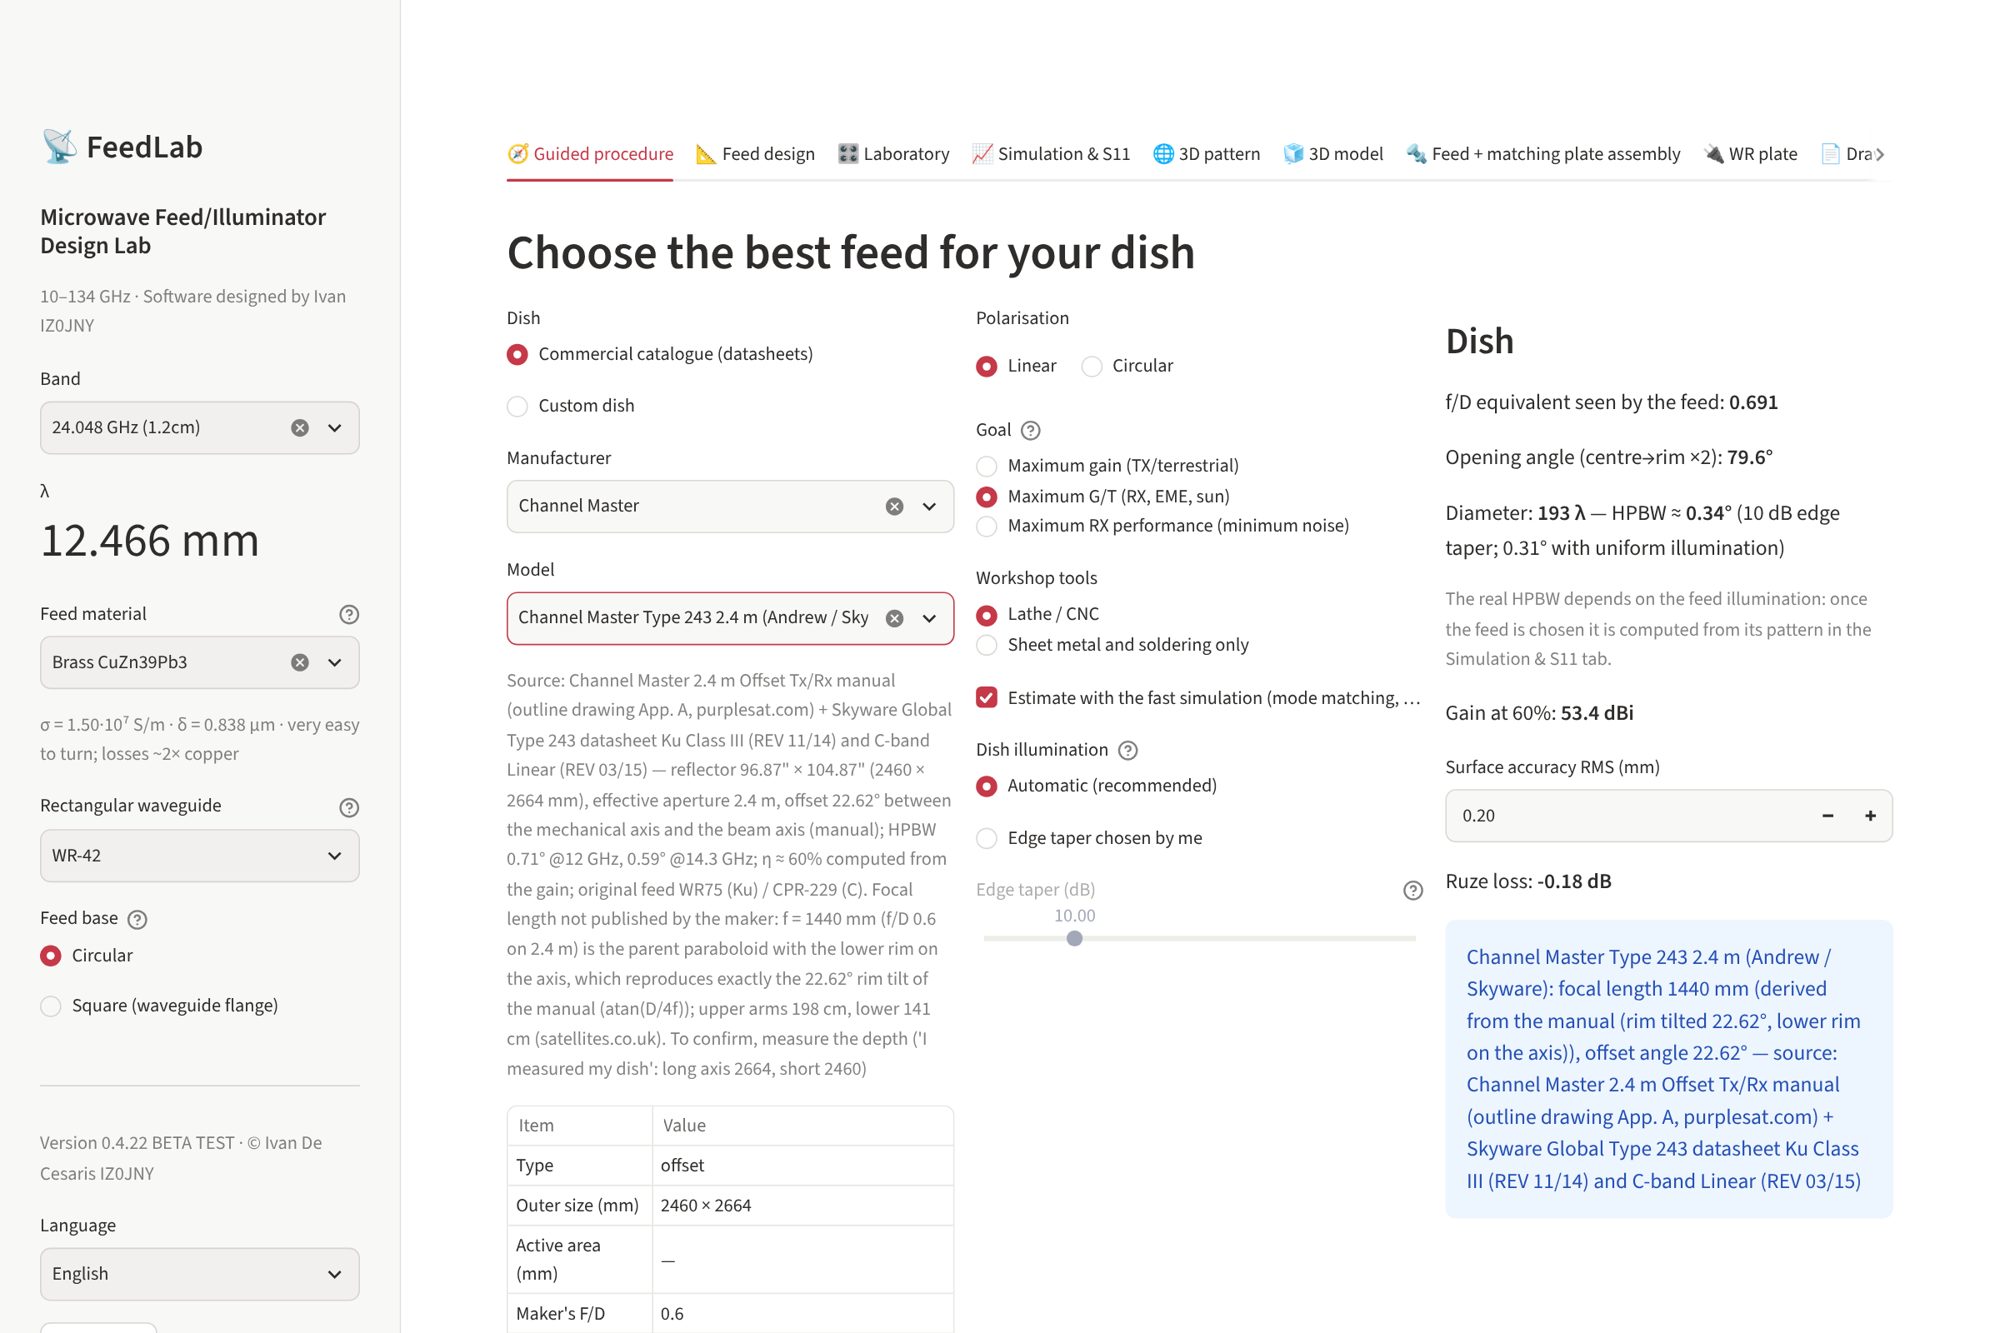 📡 FeedLab
Microwave Feed/Illuminator
Design Lab
10–134 GHz · Software designed by Ivan
IZ0JNY
Band
24.048 GHz (1.2cm)
λ
12.466 mm
Feed material
Brass CuZn39Pb3
σ = 1.50·10⁷ S/m · δ = 0.838 µm · very easy
to turn; losses ~2× copper
Rectangular waveguide
WR-42
Feed base
Circular
Square (waveguide flange)
Version 0.4.22 BETA TEST · © Ivan De
Cesaris IZ0JNY
Language
English
🧭 Guided procedure
📐 Feed design
🎛️ Laboratory
📈 Simulation & S11
🌐 3D pattern
🧊 3D model
🔩 Feed + matching plate assembly
🔌 WR plate
📄 Dra
Choose the best feed for your dish
Dish
Commercial catalogue (datasheets)
Custom dish
Manufacturer
Channel Master
Model
Channel Master Type 243 2.4 m (Andrew / Sky
Source: Channel Master 2.4 m Offset Tx/Rx manual
(outline drawing App. A, purplesat.com) + Skyware Global
Type 243 datasheet Ku Class III (REV 11/14) and C-band
Linear (REV 03/15) — reflector 96.87" × 104.87" (2460 ×
2664 mm), effective aperture 2.4 m, offset 22.62° between
the mechanical axis and the beam axis (manual); HPBW
0.71° @12 GHz, 0.59° @14.3 GHz; η ≈ 60% computed from
the gain; original feed WR75 (Ku) / CPR-229 (C). Focal
length not published by the maker: f = 1440 mm (f/D 0.6
on 2.4 m) is the parent paraboloid with the lower rim on
the axis, which reproduces exactly the 22.62° rim tilt of
the manual (atan(D/4f)); upper arms 198 cm, lower 141
cm (satellites.co.uk). To confirm, measure the depth ('I
measured my dish': long axis 2664, short 2460)
Item Value
Type offset
Outer size (mm) 2460 × 2664
Active area
(mm) —
Maker's F/D 0.6
Polarisation
Linear Circular
Goal
Maximum gain (TX/terrestrial)
Maximum G/T (RX, EME, sun)
Maximum RX performance (minimum noise)
Workshop tools
Lathe / CNC
Sheet metal and soldering only
Estimate with the fast simulation (mode matching, …
Dish illumination
Automatic (recommended)
Edge taper chosen by me
Edge taper (dB)
10.00
Dish
f/D equivalent seen by the feed: 0.691
Opening angle (centre→rim ×2): 79.6°
Diameter: 193 λ — HPBW ≈ 0.34° (10 dB edge
taper; 0.31° with uniform illumination)
The real HPBW depends on the feed illumination: once
the feed is chosen it is computed from its pattern in the
Simulation & S11 tab.
Gain at 60%: 53.4 dBi
Surface accuracy RMS (mm)
0.20
Ruze loss: -0.18 dB
Channel Master Type 243 2.4 m (Andrew /
Skyware): focal length 1440 mm (derived
from the manual (rim tilted 22.62°, lower rim
on the axis)), offset angle 22.62° — source:
Channel Master 2.4 m Offset Tx/Rx manual
(outline drawing App. A, purplesat.com) +
Skyware Global Type 243 datasheet Ku Class
III (REV 11/14) and C-band Linear (REV 03/15)